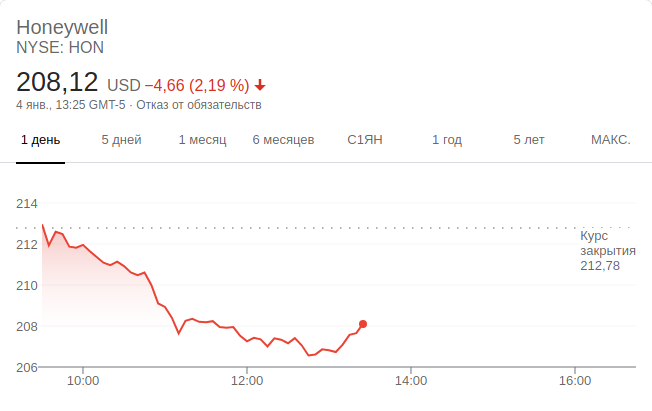 Honeywell
NYSE: HON
208,12 USD −4,66 (2,19 %)
4 янв., 13:25 GMT-5 · Отказ от обязательств
1 день 5 дней 1 месяц 6 месяцев С1ЯН 1 год 5 лет МАКС.
214
212
210
208
206
Курс
закрытия
212,78
10:00 12:00 14:00 16:00